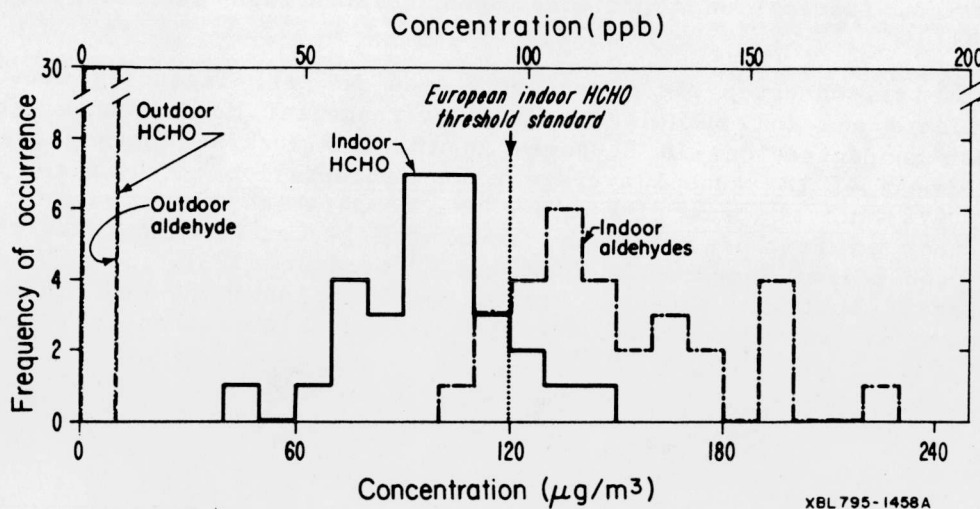 Concentration (ppb)
0 50 100 150 200
30
8
6
4
2
0
Frequency of occurrence
Outdoor
HCHO
Outdoor
aldehyde
Indoor
HCHO
European indoor HCHO
threshold standard
Indoor
aldehydes
0 60 120 180 240
Concentration (μg/m³)
XBL 795-1458A